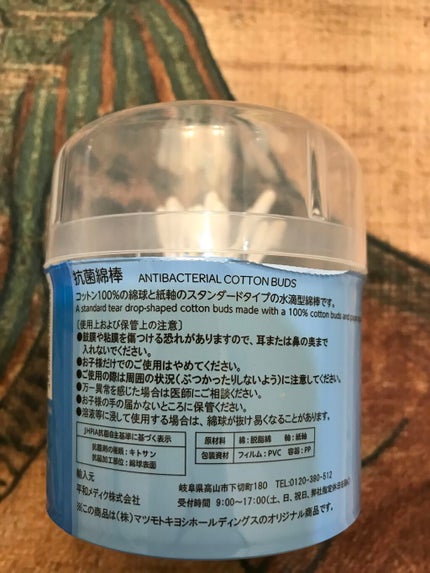 抗菌綿棒 ANTIBACTERIAL COTTON BUDS
コットン100%の綿球と紙軸のスタンダードタイプの水滴型綿棒です。
A standard tear drop-shaped cotton buds made with a 100% cotton buds and
〔使用上および保管上の注意〕
●鼓膜や粘膜を傷つける恐れがありますので、耳または鼻の奥まで
入れないでください。
●お子様だけでのご使用はやめてください。
●ご使用の際は周囲の状況(ぶつかったりしないよう)に注意してください。
●万一異常を感じた場合は医師にご相談ください。
●お子様の手の届かないところに保管ください。
●溶液等に浸して使用する場合は、綿球が抜け易くなることがあります。
JHPIA抗菌自主基準に基づく表示
抗菌剤の種類：キトサン
抗菌加工部位：綿球表面
原材料 綿：脱脂綿 軸：紙軸
包装資材 フィルム：PVC 容器：PP
輸入元
平和メディク株式会社
岐阜県高山市下切町180 TEL:0120-380-512
受付時間 9:00～17:00(土、日、祝日、弊社指定休日を除く)
※この商品は(株)マツモトキヨシホールディングスのオリジナル商品です。